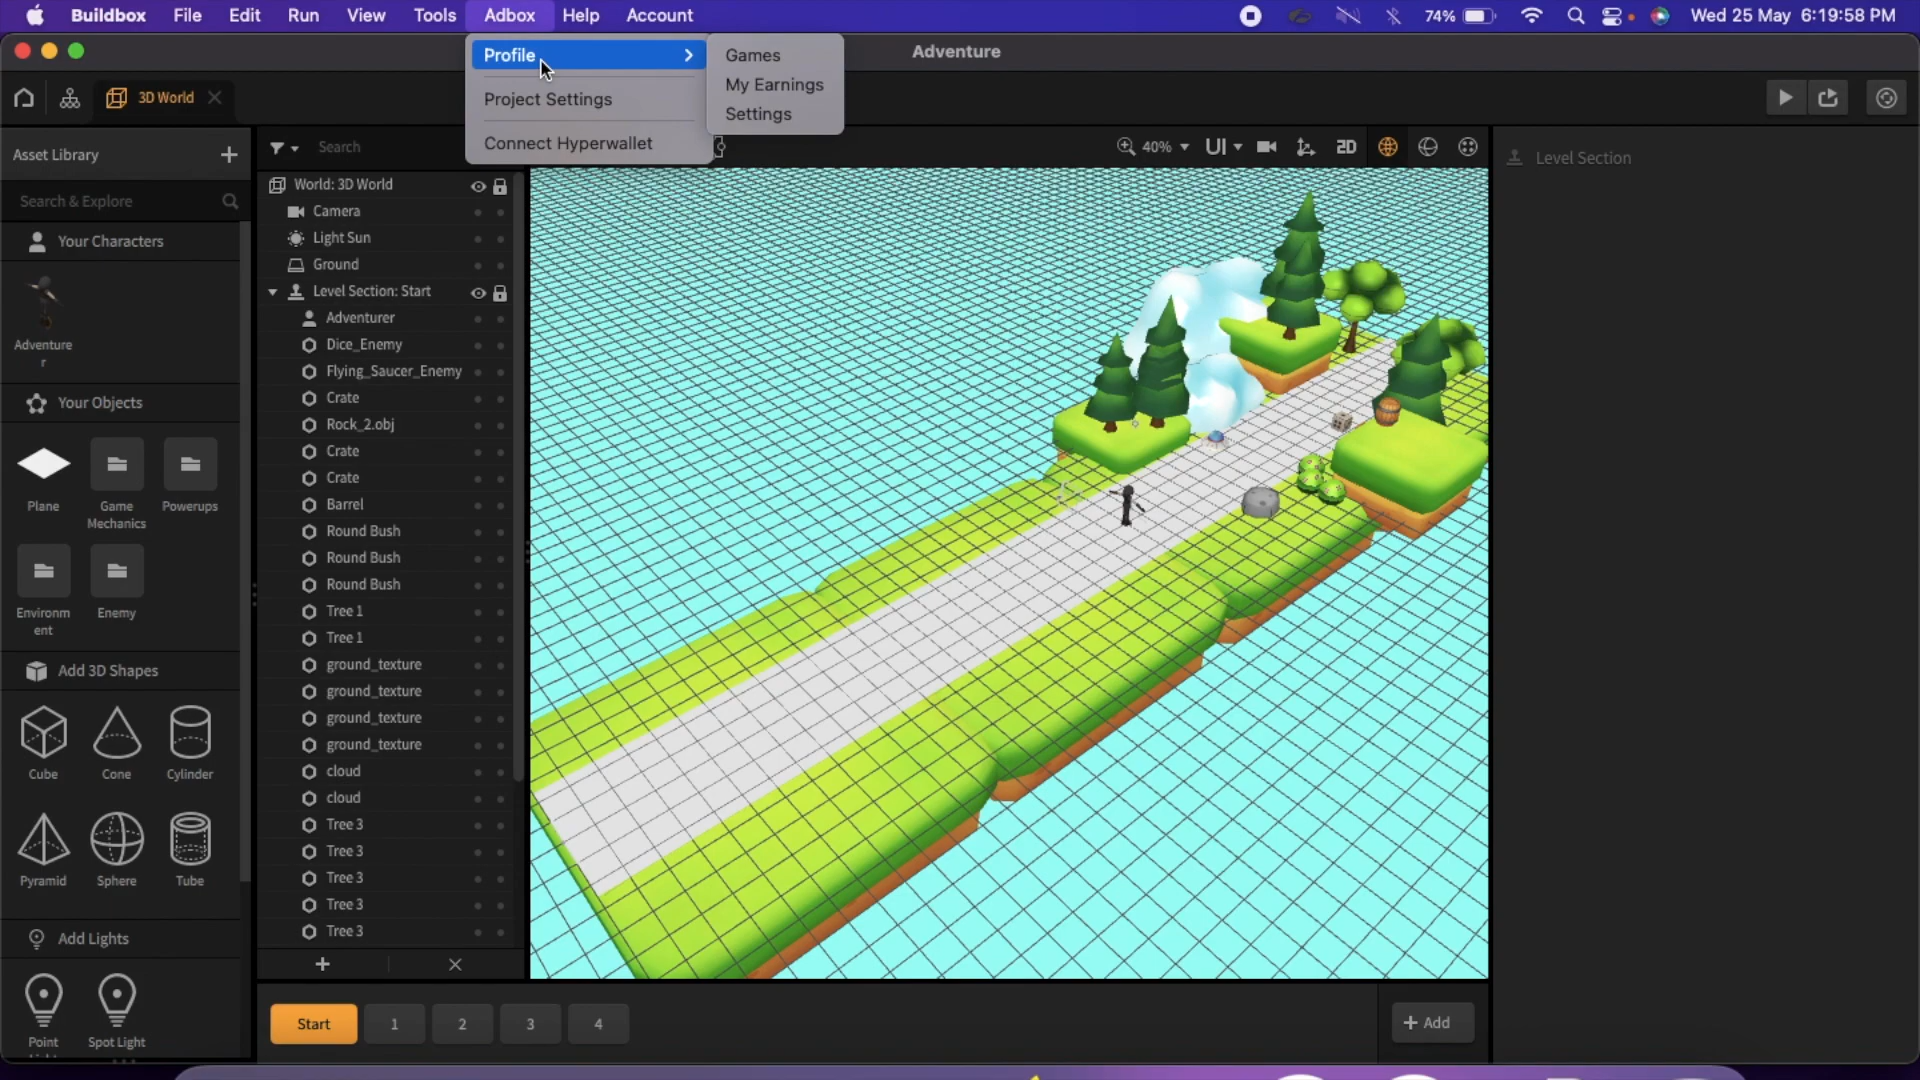 Buildbox File Edit Run View Tools Adbox Help Account 74% Wed 25 May 6:19:58 PM
Adventure
Profile
Games
My Earnings
Settings
Project Settings
Connect Hyperwallet
3D World
Asset Library
Search & Explore
Your Characters
Adventure
r
Your Objects
Plane
Game
Mechanics
Powerups
Environm
ent
Enemy
Add 3D Shapes
Cube
Cone
Cylinder
Pyramid
Sphere
Tube
Add Lights
Point
Spot Light
Search
World: 3D World
Camera
Light Sun
Ground
Level Section: Start
Adventurer
Dice_Enemy
Flying_Saucer_Enemy
Crate
Rock_2.obj
Crate
Crate
Barrel
Round Bush
Round Bush
Round Bush
Tree 1
Tree 1
ground_texture
ground_texture
ground_texture
ground_texture
cloud
cloud
Tree 3
Tree 3
Tree 3
Tree 3
Tree 3
40% UI 2D
Level Section
Start 1 2 3 4
+ Add